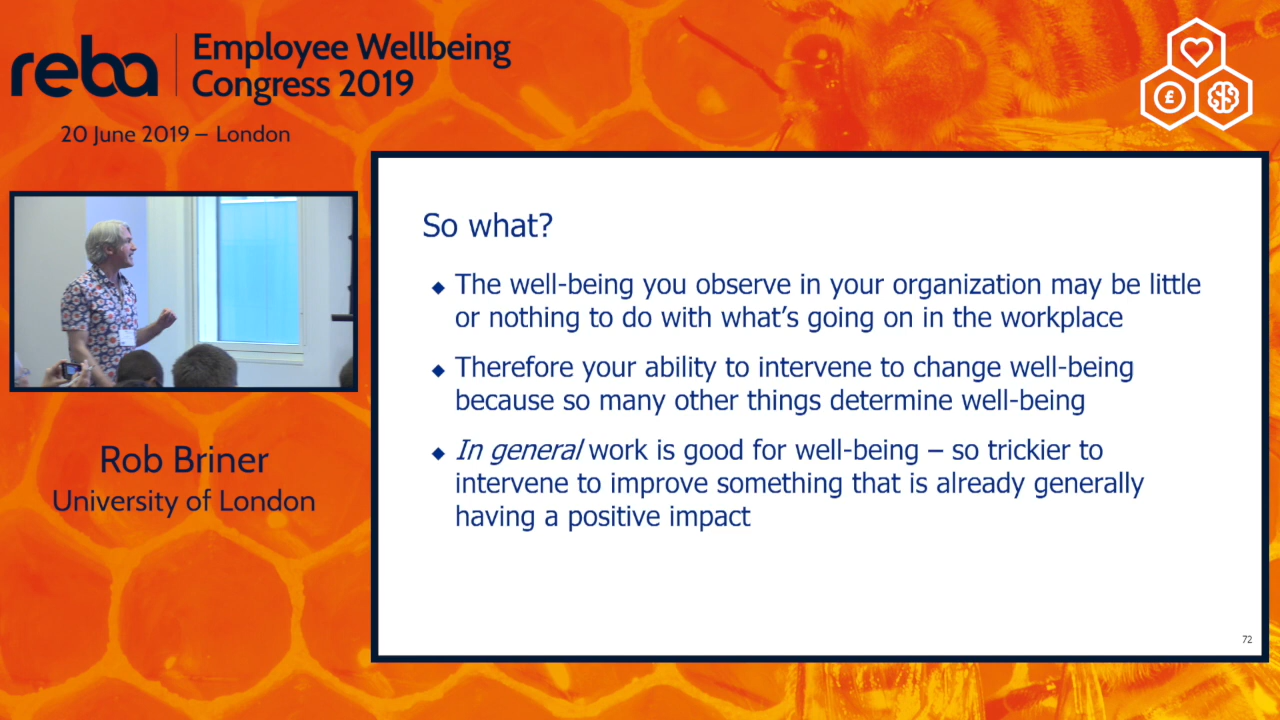 reba
Employee Wellbeing
Congress 2019
20 June 2019 – London
£
So what?
The well-being you observe in your organization may be little
or nothing to do with what's going on in the workplace
Therefore your ability to intervene to change well-being
because so many other things determine well-being
In general work is good for well-being – so trickier to
intervene to improve something that is already generally
having a positive impact
72
Rob Briner
University of London